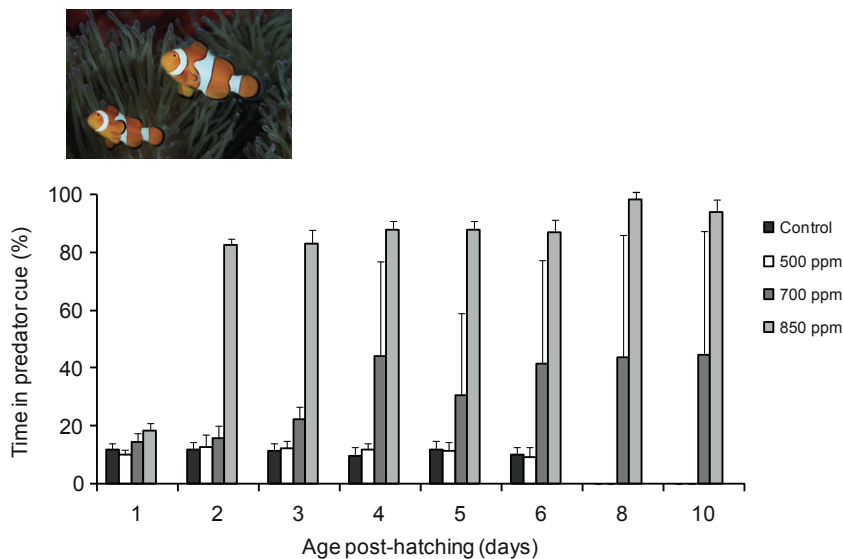 Time in predator cue (%)
100
80
60
40
20
0
1 2 3 4 5 6 8 10
Age post-hatching (days)
Control
500 ppm
700 ppm
850 ppm